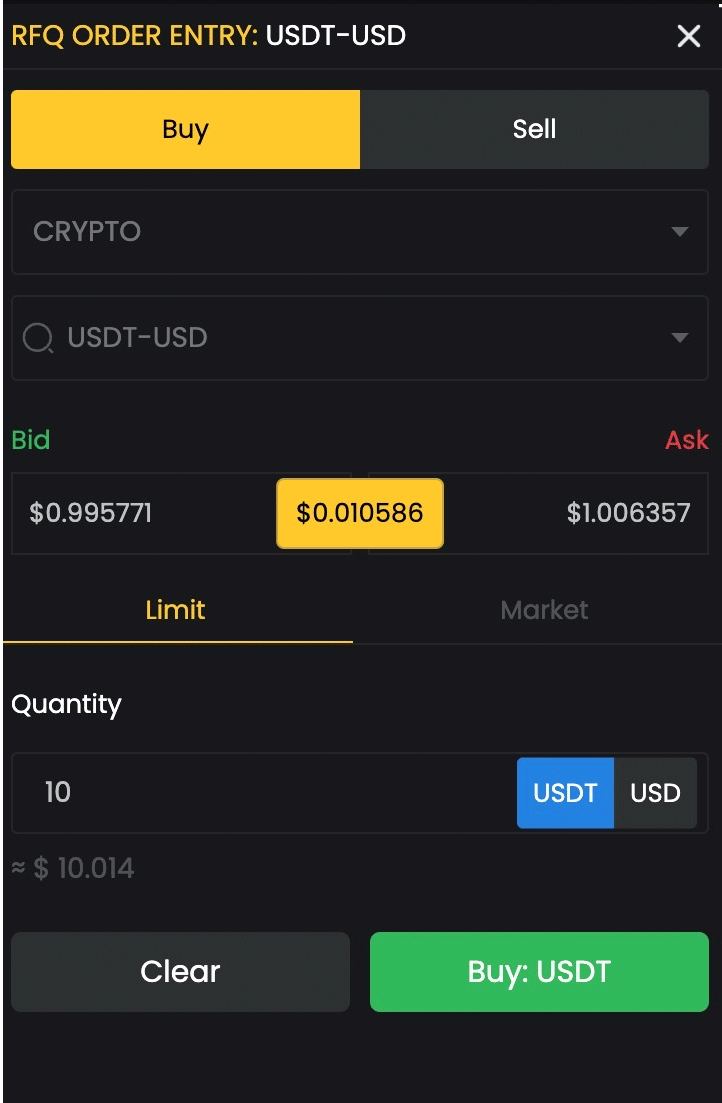 RFQ ORDER ENTRY: USDT-USD
Buy Sell
CRYPTO
USDT-USD
Bid Ask
$0.995771 $0.010586 $1.006357
Limit Market
Quantity
10 USDT USD
≈ $ 10.014
Clear Buy: USDT